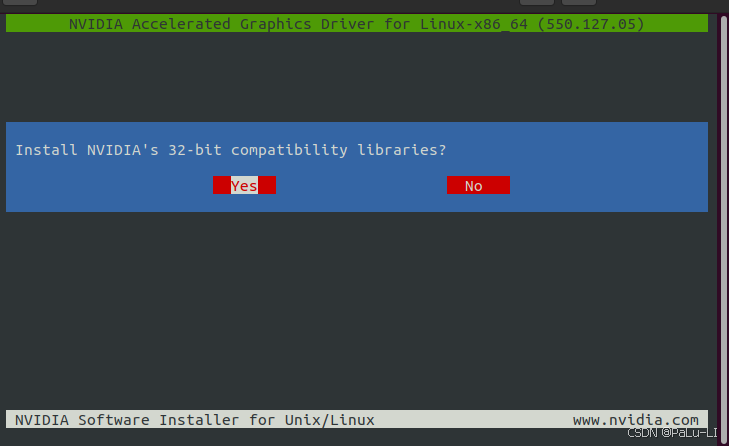 NVIDIA Accelerated Graphics Driver for Linux-x86_64 (550.127.05)
Install NVIDIA's 32-bit compatibility libraries?
Yes No
NVIDIA Software Installer for Unix/Linux www.nvidia.com
CSDN @PaLu-LI